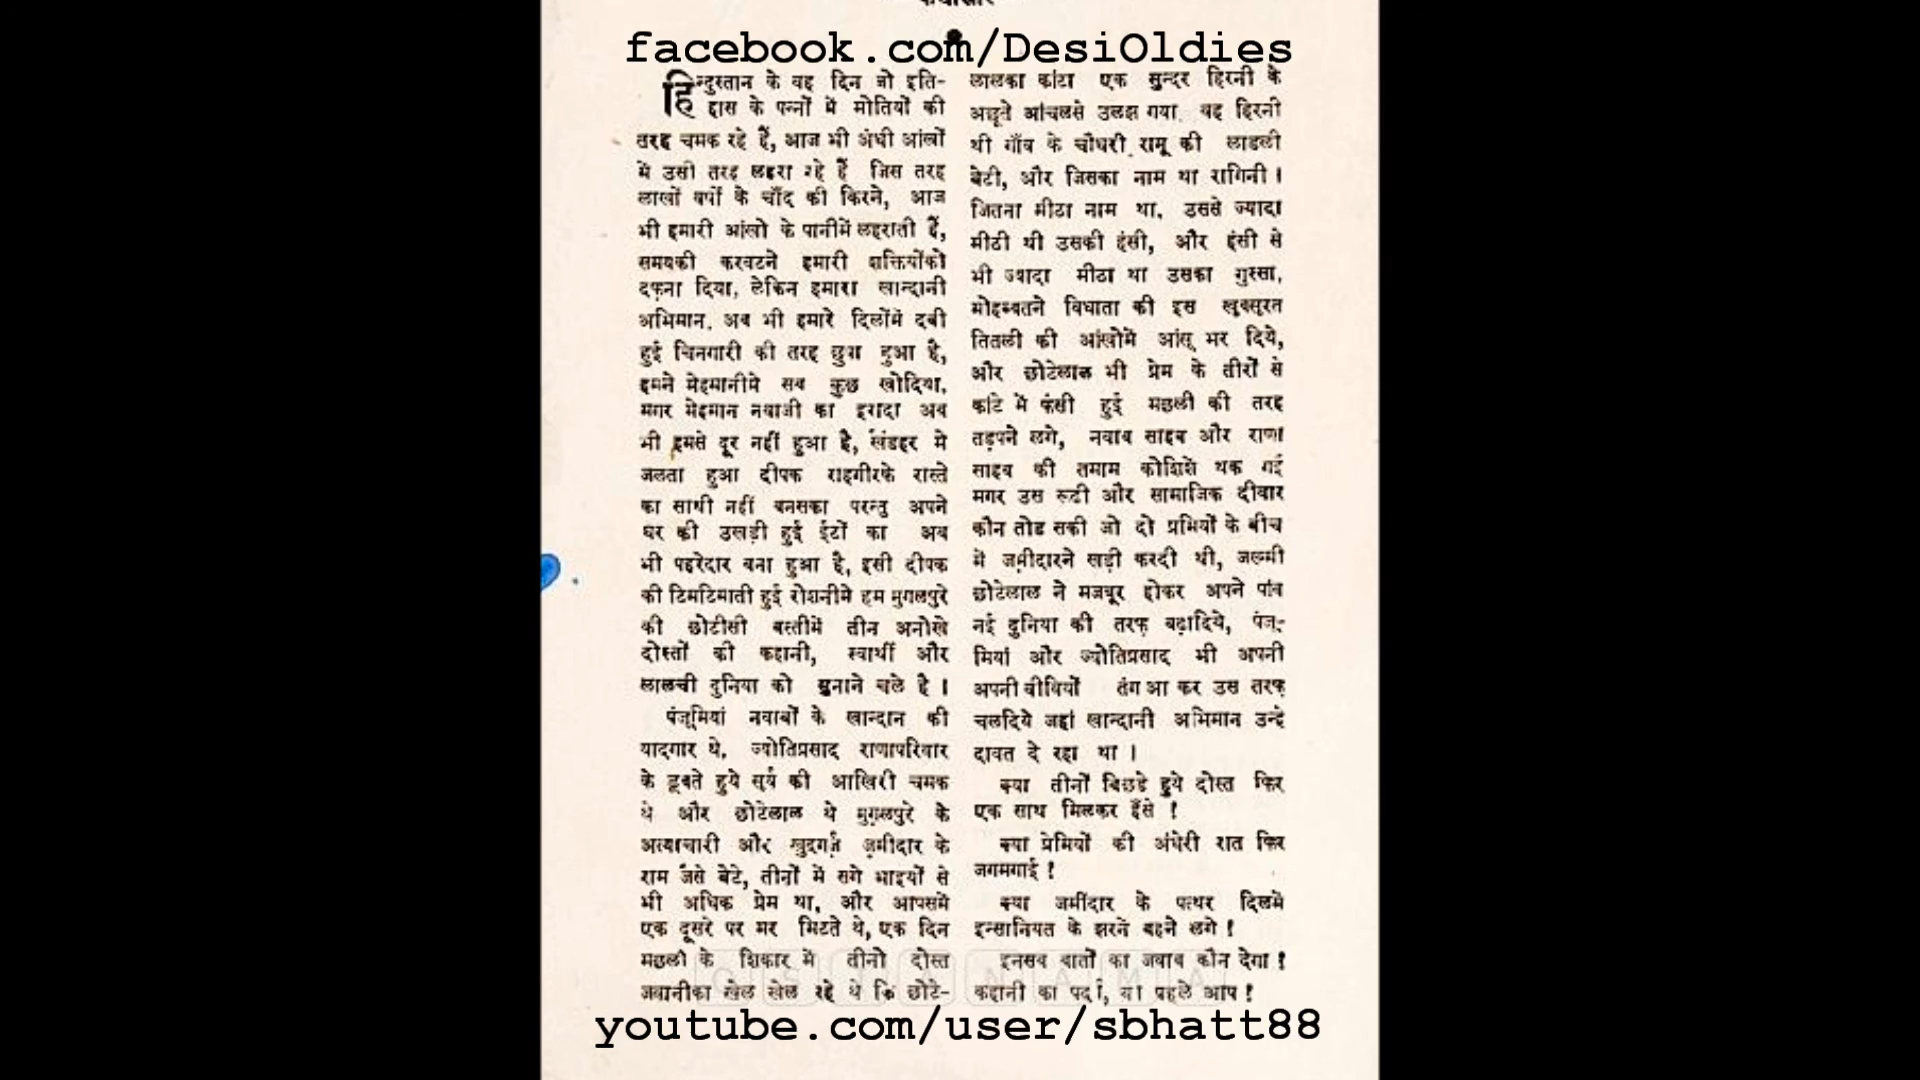 कथासार
facebook.com/DesiOldies
हिन्दुस्तान के वह दिन जो इति-
हास के पन्नों में मोतियों की
तरह चमक रहे हैं, आज भी अंधी आंखों
में उसी तरह लहरा रहे हैं जिस तरह
लाखों वर्षों के चाँद की किरने, आज
भी हमारी आंखो के पानीमें लहराती हैं,
समयकी करवटने हमारी शक्तियोंको
दफ़ना दिया, लेकिन हमारा खान्दानी
अभिमान, अब भी हमारे दिलोंमें दबी
हुई चिनगारी की तरह छुपा हुआ है,
हमने मेहमानीमे सब कुछ खोदिया,
मगर मेहमान नवाजी का इरादा अब
भी हमसे दूर नहीं हुआ है, खंडहर मे
जलता हुआ दीपक राहगीरके रास्ते
का साथी नहीं बनसका परन्तु अपने
घर की उखड़ी हुई ईटों का अब
भी पहरेदार बना हुआ है, इसी दीपक
की टिमटिमाती हुई रोशनीमे हम मुगलपुरे
की छोटीसी बस्तीमें तीन अनोखे
दोस्तों की कहानी, स्वार्थी और
लालची दुनिया को सुनाने चले है ।
पंजूमियां नवाबों के खान्दान की
यादगार थे, ज्योतिप्रसाद राणापरिवार
के डूबते हुये सूर्य की आखिरी चमक
थे और छोटेलाल थे मुग़लपुरे के
अत्याचारी और खुदगर्ज़ ज़मीदार के
राम जैसे बेटे, तीनों में सगे भाइयों से
भी अधिक प्रेम था, और आपसमें
एक दूसरे पर मर मिटते थे, एक दिन
मछली के शिकार में तीनो दोस्त
जवानीका खेल खेल रहे थे कि छोटे-
लालका कांटा एक सुन्दर हिरनी के
अछूते आंचलसे उलझ गया. वह हिरनी
थी गाँव के चौधरी रामू की लाडली
बेटी, और जिसका नाम था रागिनी ।
जितना मीठा नाम था, उससे ज्यादा
मीठी थी उसकी हंसी, और हंसी से
भी ज्यादा मीठा था उसका गुस्सा,
मोहब्बतने विधाता की इस खूबसूरत
तितली की आंखोमें आंसू भर दिये,
और छोटेलाल भी प्रेम के तीरों से
कांटे में फंसी हुई मछली की तरह
तड़पने लगे, नवाब साहब और राणा
साहब की तमाम कोशिसें थक गई
मगर उस रूढी और सामाजिक दीवार
कौन तोड सकी जो दो प्रमियों के बीच
में जमीदारने खड़ी करदी थी, जख्मी
छोटेलाल ने मजबूर होकर अपने पांव
नई दुनिया की तरफ़ बढ़ादिये, पंजू-
मियां और ज्योतिप्रसाद भी अपनी
अपनी बीवियों तंग आ कर उस तरफ़
चलदिये जहां खान्दानी अभिमान उन्हे
दावत दे रहा था ।
क्या तीनों बिछडे हुये दोस्त फिर
एक साथ मिलकर हँसे !
क्या प्रेमियों की अंधेरी रात फिर
जगमगाई !
क्या जमींदार के पत्थर दिलमें
इन्सानियत के झरने बहने लगे !
इनसब बातों का जवाब कौन देगा !
कहानी का पर्दा, या पहले आप !
youtube.com/user/sbhatt88